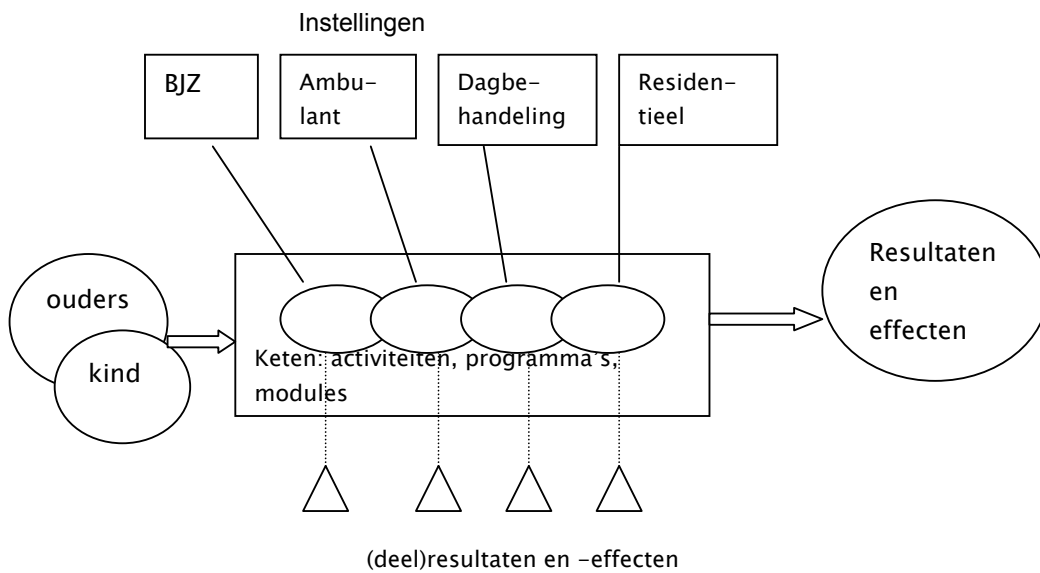 Instellingen
BJZ
Ambu-
lant
Dagbe-
handeling
Residen-
tieel
ouders
kind
Keten: activiteiten, programma's,
modules
Resultaten
en
effecten
(deel)resultaten en -effecten